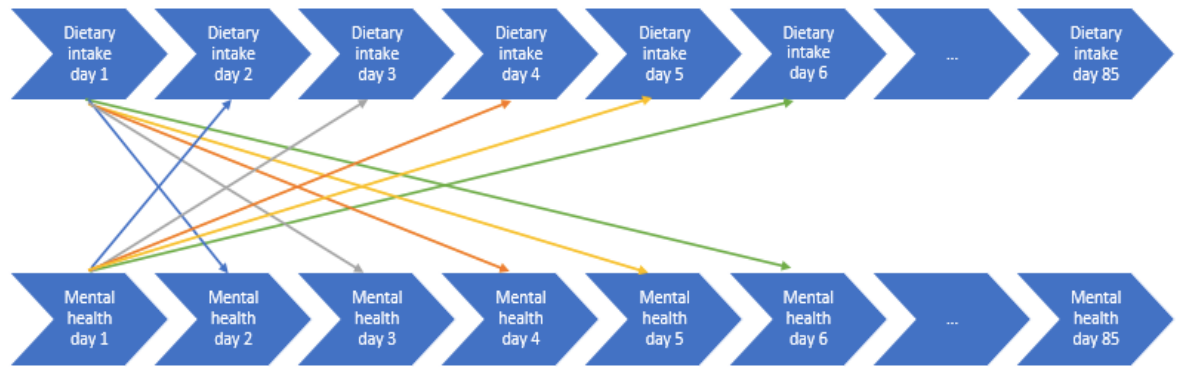 Dietary
intake
day 1
Dietary
intake
day 2
Dietary
intake
day 3
Dietary
intake
day 4
Dietary
intake
day 5
Dietary
intake
day 6
...
Dietary
intake
day 85
Mental
health
day 1
Mental
health
day 2
Mental
health
day 3
Mental
health
day 4
Mental
health
day 5
Mental
health
day 6
...
Mental
health
day 85